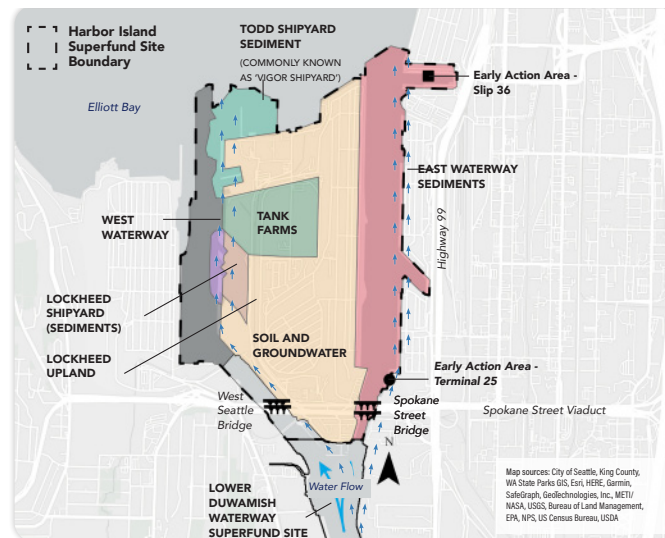 Harbor Island
Superfund Site
Boundary
TODD SHIPYARD
SEDIMENT
(COMMONLY KNOWN
AS ‘VIGOR SHIPYARD’)
Elliott Bay
Early Action Area -
Slip 36
EAST WATERWAY
SEDIMENTS
WEST
WATERWAY
TANK
FARMS
Highway 99
LOCKHEED
SHIPYARD
(SEDIMENTS)
LOCKHEED
UPLAND
SOIL AND
GROUNDWATER
Early Action Area -
Terminal 25
West
Seattle
Bridge
Spokane
Street
Bridge
Spokane Street Viaduct
N
Water Flow
LOWER
DUWAMISH
WATERWAY
SUPERFUND SITE
Map sources: City of Seattle, King County,
WA State Parks GIS, Esri, HERE, Garmin,
SafeGraph, GeoTechnologies, Inc., METI/
NASA, USGS, Bureau of Land Management,
EPA, NPS, US Census Bureau, USDA